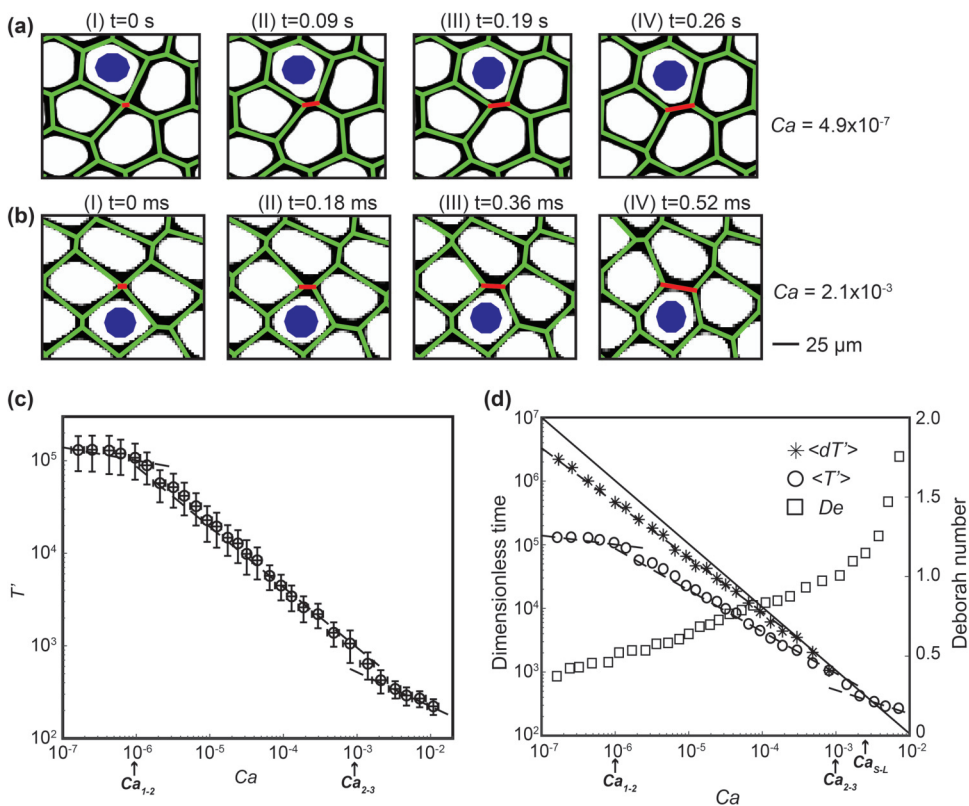 (a) (I) t=0 s (II) t=0.09 s (III) t=0.19 s (IV) t=0.26 s
Ca = 4.9x10⁻⁷
(b) (I) t=0 ms (II) t=0.18 ms (III) t=0.36 ms (IV) t=0.52 ms
Ca = 2.1x10⁻³
25 µm
(c)
T'
10⁵
10⁴
10³
10²
10⁻⁷ 10⁻⁶ 10⁻⁵ 10⁻⁴ 10⁻³ 10⁻²
Ca₁₋₂ Ca Ca₂₋₃
(d)
Dimensionless time
10⁷
10⁶
10⁵
10⁴
10³
10²
<dT'>
<T'>
De
2.0
1.5
1.0
0.5
0
Deborah number
10⁻⁷ 10⁻⁶ 10⁻⁵ 10⁻⁴ 10⁻³ 10⁻²
Ca_S-L
Ca₁₋₂ Ca₂₋₃
Ca